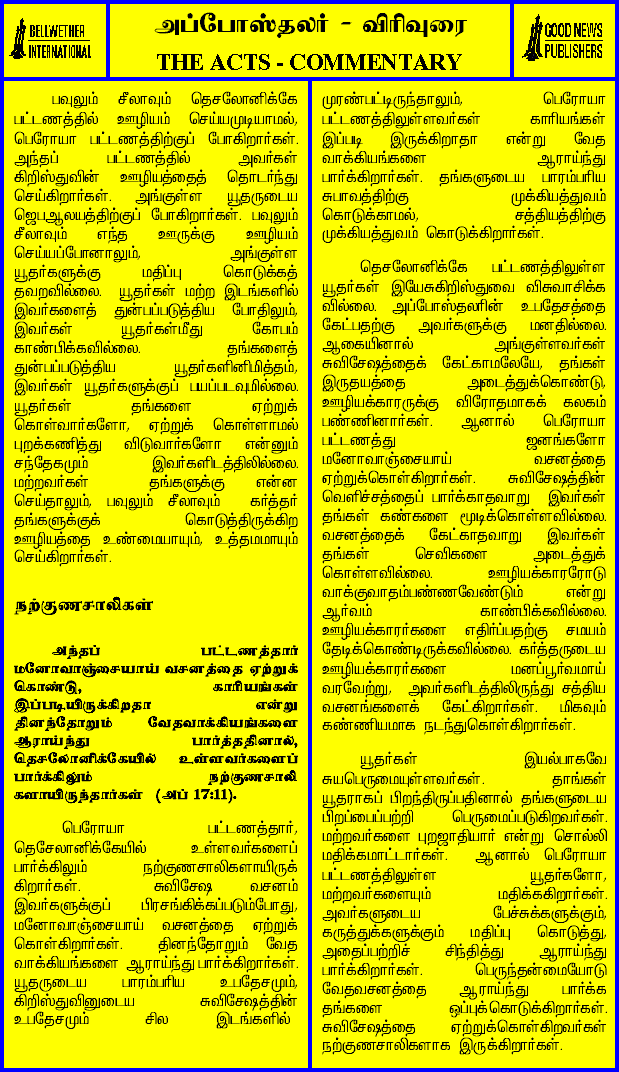 BELLWETHER
INTERNATIONAL
அப்போஸ்தலர் - விரிவுரை
THE ACTS - COMMENTARY
GOOD NEWS
PUBLISHERS
பவுலும் சீலாவும் தெசலோனிக்கே
பட்டணத்தில் ஊழியம் செய்யமுடியாமல்,
பெரோயா பட்டணத்திற்குப் போகிறார்கள்.
அந்தப் பட்டணத்தில் அவர்கள்
கிறிஸ்துவின் ஊழியத்தைத் தொடர்ந்து
செய்கிறார்கள். அங்குள்ள யூதருடைய
ஜெபஆலயத்திற்குப் போகிறார்கள். பவுலும்
சீலாவும் எந்த ஊருக்கு ஊழியம்
செய்யப்போனாலும், அங்குள்ள
யூதர்களுக்கு மதிப்பு கொடுக்கத்
தவறவில்லை. யூதர்கள் மற்ற இடங்களில்
இவர்களைத் துன்பப்படுத்திய போதிலும்,
இவர்கள் யூதர்கள்மீது கோபம்
காண்பிக்கவில்லை. தங்களைத்
துன்பப்படுத்திய யூதர்களினிமித்தம்,
இவர்கள் யூதர்களுக்குப் பயப்படவுமில்லை.
யூதர்கள் தங்களை ஏற்றுக்
கொள்வார்களோ, ஏற்றுக் கொள்ளாமல்
புறக்கணித்து விடுவார்களோ என்னும்
சந்தேகமும் இவர்களிடத்திலில்லை.
மற்றவர்கள் தங்களுக்கு என்ன
செய்தாலும், பவுலும் சீலாவும் கர்த்தர்
தங்களுக்குக் கொடுத்திருக்கிற
ஊழியத்தை உண்மையாயும், உத்தமமாயும்
செய்கிறார்கள்.
நற்குணசாலிகள்
அந்தப் பட்டணத்தார்
மனோவாஞ்சையாய் வசனத்தை ஏற்றுக்
கொண்டு, காரியங்கள்
இப்படியிருக்கிறதா என்று
தினந்தோறும் வேதவாக்கியங்களை
ஆராய்ந்து பார்த்ததினால்,
தெசலோனிக்கேயில் உள்ளவர்களைப்
பார்க்கிலும் நற்குணசாலி
களாயிருந்தார்கள் (அப் 17:11).
பெரோயா பட்டணத்தார்,
தெசேலானிக்கேயில் உள்ளவர்களைப்
பார்க்கிலும் நற்குணசாலிகளாயிருக்
கிறார்கள். சுவிசேஷ வசனம்
இவர்களுக்குப் பிரசங்கிக்கப்படும்போது,
மனோவாஞ்சையாய் வசனத்தை ஏற்றுக்
கொள்கிறார்கள். தினந்தோறும் வேத
வாக்கியங்களை ஆராய்ந்து பார்க்கிறார்கள்.
யூதருடைய பாரம்பரிய உபதேசமும்,
கிறிஸ்துவினுடைய சுவிசேஷத்தின்
உபதேசமும் சில இடங்களில்
முரண்பட்டிருந்தாலும், பெரோயா
பட்டணத்திலுள்ளவர்கள் காரியங்கள்
இப்படி இருக்கிறாதா என்று வேத
வாக்கியங்களை ஆராய்ந்து
பார்க்கிறார்கள். தங்களுடைய பாரம்பரிய
சுபாவத்திற்கு முக்கியத்துவம்
கொடுக்காமல், சத்தியத்திற்கு
முக்கியத்துவம் கொடுக்கிறார்கள்.
தெசலோனிக்கே பட்டணத்திலுள்ள
யூதர்கள் இயேசுகிறிஸ்துவை விசுவாசிக்க
வில்லை. அப்போஸ்தலரின் உபதேசத்தை
கேட்பதற்கு அவர்களுக்கு மனதில்லை.
ஆகையினால் அங்குள்ளவர்கள்
சுவிசேஷத்தைக் கேட்காமலேயே, தங்கள்
இருதயத்தை அடைத்துக்கொண்டு,
ஊழியக்காரருக்கு விரோதமாகக் கலகம்
பண்ணினார்கள். ஆனால் பெரோயா
பட்டணத்து ஜனங்களோ
மனோவாஞ்சையாய் வசனத்தை
ஏற்றுக்கொள்கிறார்கள். சுவிசேஷத்தின்
வெளிச்சத்தைப் பார்க்காதவாறு இவர்கள்
தங்கள் கண்களை மூடிக்கொள்ளவில்லை.
வசனத்தைக் கேட்காதவாறு இவர்கள்
தங்கள் செவிகளை அடைத்துக்
கொள்ளவில்லை. ஊழியக்காரரோடு
வாக்குவாதம்பண்ணவேண்டும் என்று
ஆர்வம் காண்பிக்கவில்லை.
ஊழியக்காரர்களை எதிர்ப்பதற்கு சமயம்
தேடிக்கொண்டிருக்கவில்லை. கர்த்தருடைய
ஊழியக்காரர்களை மனப்பூர்வமாய்
வரவேற்று, அவர்களிடத்திலிருந்து சத்திய
வசனங்களைக் கேட்கிறார்கள். மிகவும்
கண்ணியமாக நடந்துகொள்கிறார்கள்.
யூதர்கள் இயல்பாகவே
சுயபெருமையுள்ளவர்கள். தாங்கள்
யூதராகப் பிறந்திருப்பதினால் தங்களுடைய
பிறப்பைப்பற்றி பெருமைப்படுகிறவர்கள்.
மற்றவர்களை புறஜாதியார் என்று சொல்லி
மதிக்கமாட்டார்கள். ஆனால் பெரோயா
பட்டணத்திலுள்ள யூதர்களோ,
மற்றவர்களையும் மதிக்ககிறார்கள்.
அவர்களுடைய பேச்சுக்களுக்கும்,
கருத்துக்களுக்கும் மதிப்பு கொடுத்து,
அதைப்பற்றிச் சிந்தித்து ஆராய்ந்து
பார்க்கிறார்கள். பெருந்தன்மையோடு
வேதவசனத்தை ஆராய்ந்து பார்க்க
தங்களை ஒப்புக்கொடுக்கிறார்கள்.
சுவிசேஷத்தை ஏற்றுக்கொள்கிறவர்கள்
நற்குணசாலிகளாக இருக்கிறார்கள்.